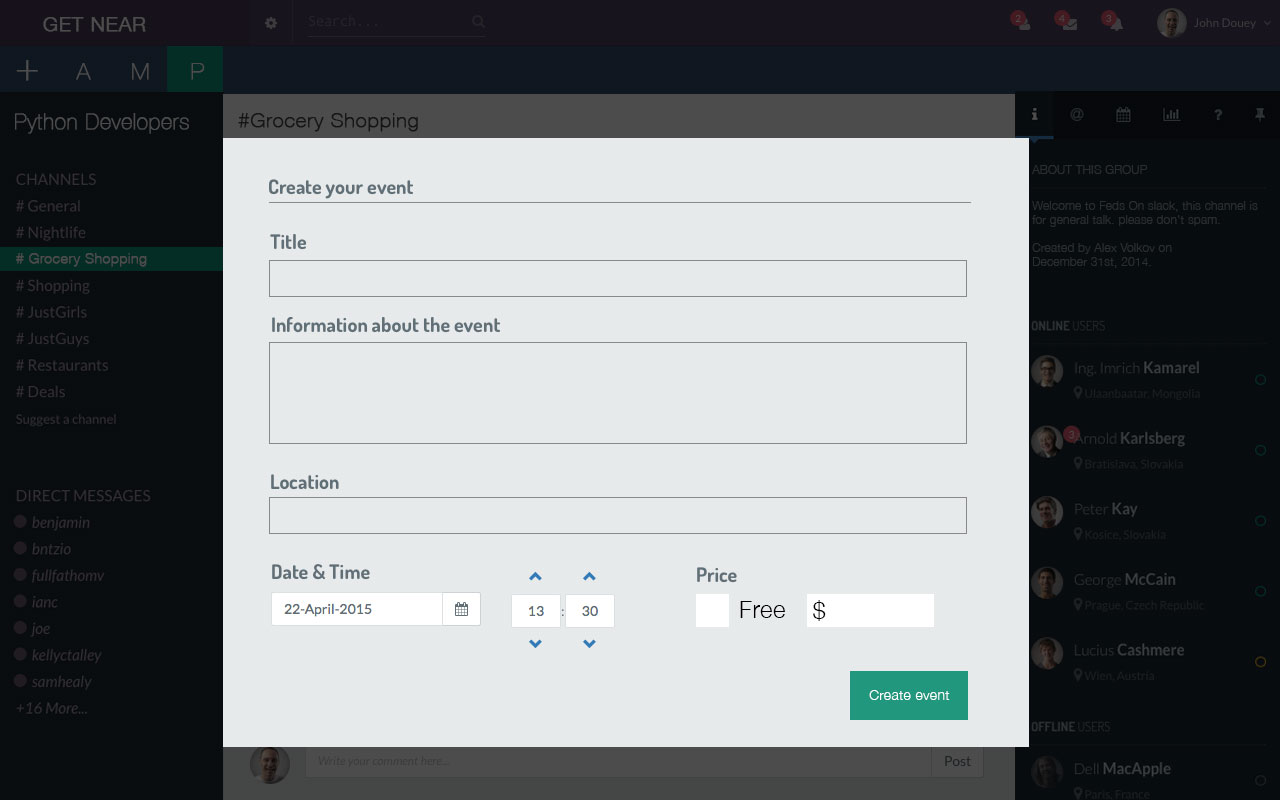 GET NEAR
Search...
2
4
3
John Douey
A M P
Python Developers
CHANNELS
# General
# Nightlife
# Grocery Shopping
# Shopping
# JustGirls
# JustGuys
# Restaurants
# Deals
Suggest a channel
DIRECT MESSAGES
benjamin
bntzio
fullfathomv
ianc
joe
kellyctalley
samhealy
+16 More...
#Grocery Shopping
Create your event
Title
Information about the event
Location
Date & Time
22-April-2015
13 : 30
Price
Free $
Create event
Write your comment here...
Post
@ ?
ABOUT THIS GROUP
Welcome to Feds On slack, this channel is
for general talk. please don't spam.
Created by Alex Volkov on
December 31st, 2014.
ONLINE USERS
Ing. Imrich Kamarel
Ulaanbaatar, Mongolia
3
Arnold Karlsberg
Bratislava, Slovakia
Peter Kay
Kosice, Slovakia
George McCain
Prague, Czech Republic
Lucius Cashmere
Wien, Austria
OFFLINE USERS
Dell MacApple
Paris, France